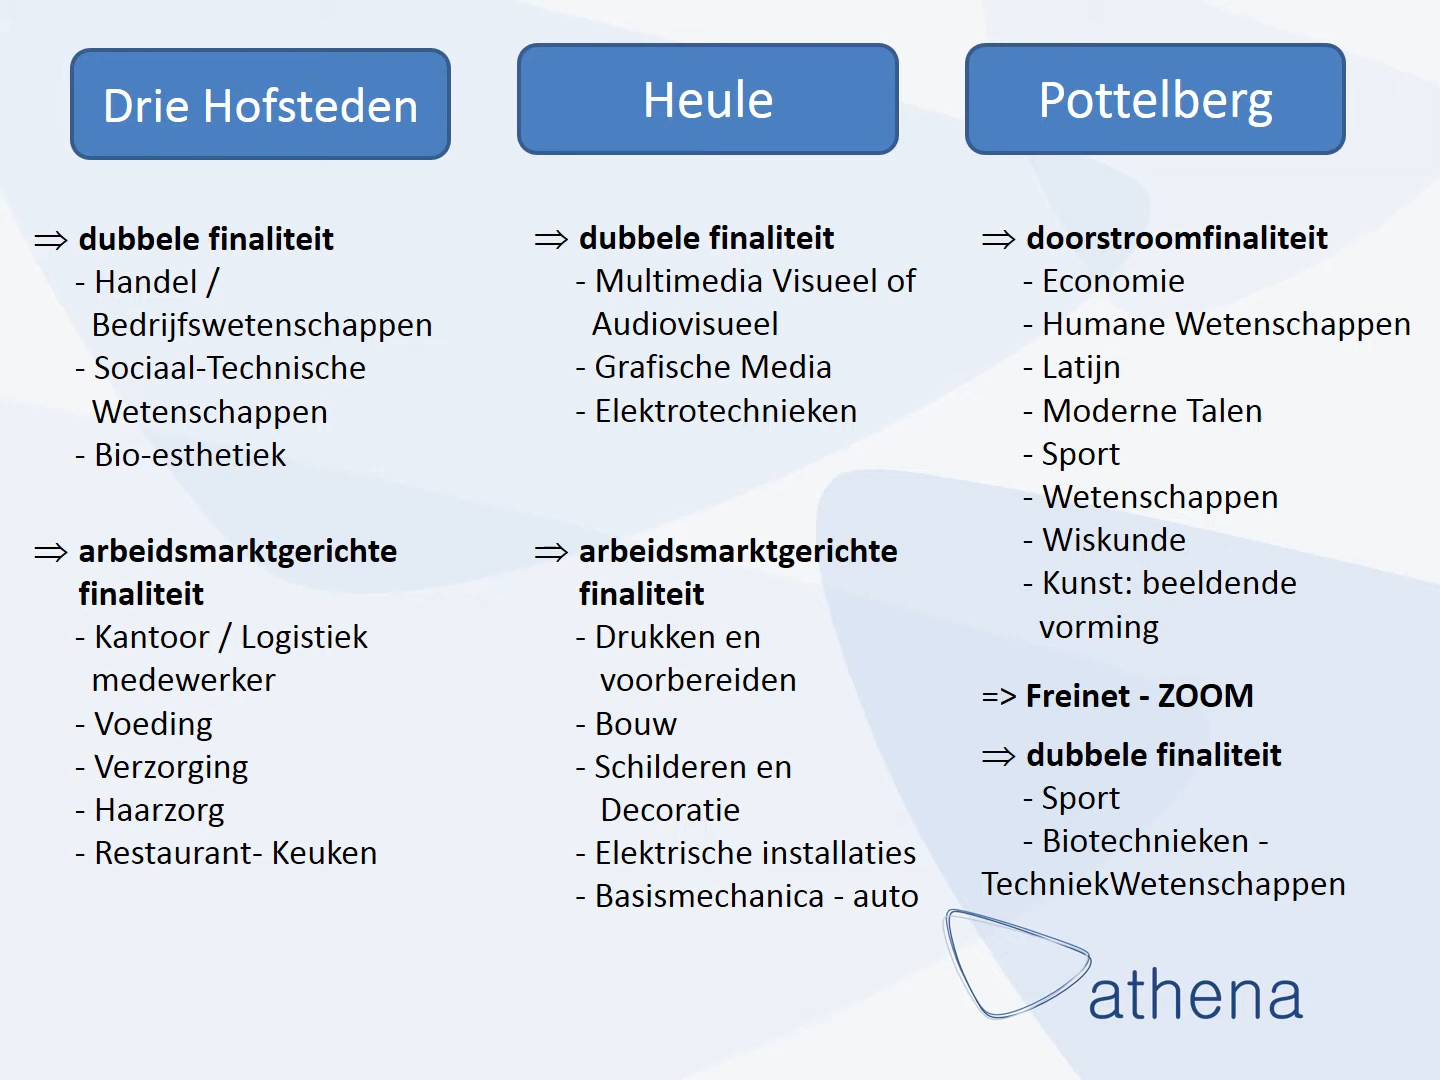 Drie Hofsteden
⇒ dubbele finaliteit
- Handel /
Bedrijfswetenschappen
- Sociaal-Technische
Wetenschappen
- Bio-esthetiek
⇒ arbeidsmarktgerichte
finaliteit
- Kantoor / Logistiek
medewerker
- Voeding
- Verzorging
- Haarzorg
- Restaurant- Keuken
Heule
⇒ dubbele finaliteit
- Multimedia Visueel of
Audiovisueel
- Grafische Media
- Elektrotechnieken
⇒ arbeidsmarktgerichte
finaliteit
- Drukken en
voorbereiden
- Bouw
- Schilderen en
Decoratie
- Elektrische installaties
- Basismechanica - auto
Pottelberg
⇒ doorstroomfinaliteit
- Economie
- Humane Wetenschappen
- Latijn
- Moderne Talen
- Sport
- Wetenschappen
- Wiskunde
- Kunst: beeldende
vorming
=> Freinet - ZOOM
⇒ dubbele finaliteit
- Sport
- Biotechnieken -
TechniekWetenschappen
athena